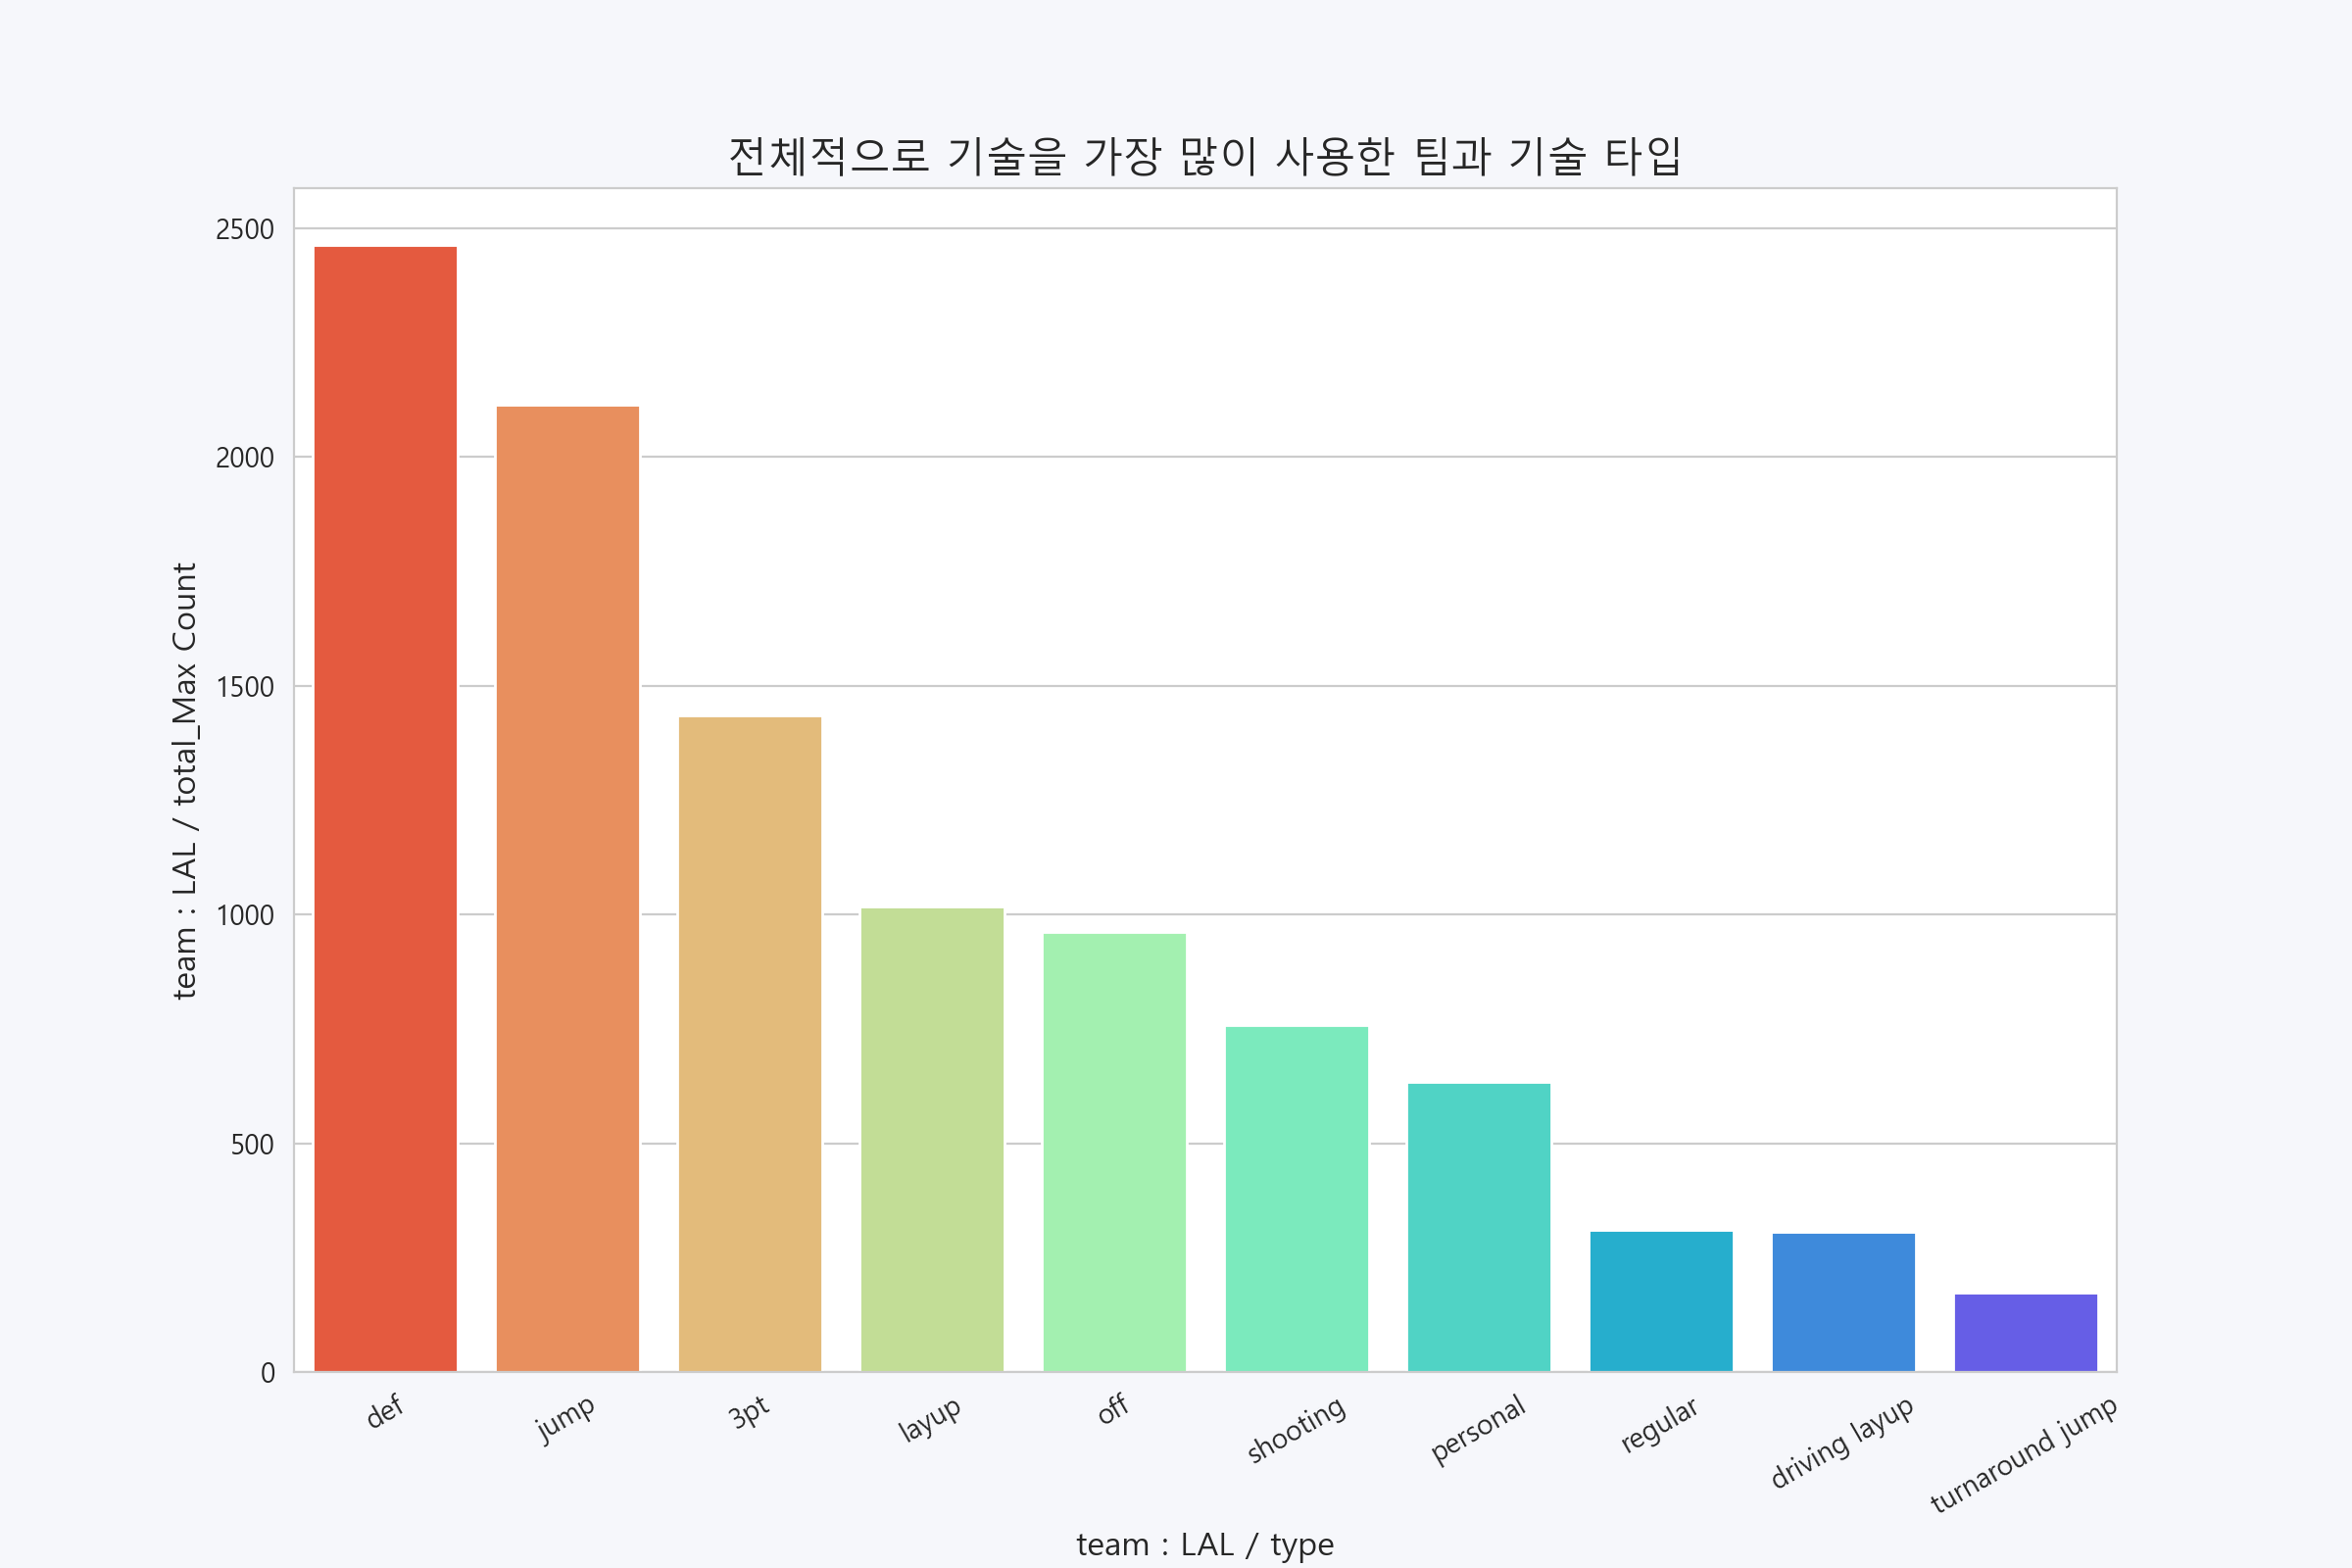 전체적으로 기술을 가장 많이 사용한 팀과 기술 타입
team : LAL / total_Max Count
2500
2000
1500
1000
500
0
def
jump
3pt
layup
off
shooting
personal
regular
driving layup
turnaround jump
team : LAL / type